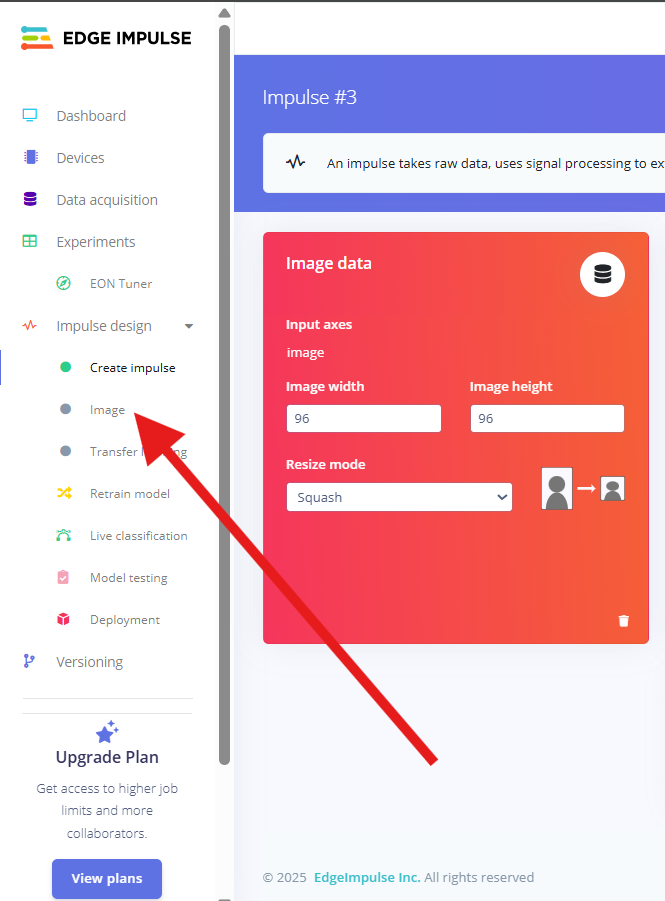 EDGE IMPULSE
Dashboard
Devices
Data acquisition
Experiments
EON Tuner
Impulse design
Create impulse
Image
Transfer
Retrain model
Live classification
Model testing
Deployment
Versioning
Upgrade Plan
Get access to higher job
limits and more
collaborators.
View plans
Impulse #3
An impulse takes raw data, uses signal processing to ex
Image data
Input axes
image
Image width
Image height
96
96
Resize mode
Squash
© 2025 EdgeImpulse Inc. All rights reserved